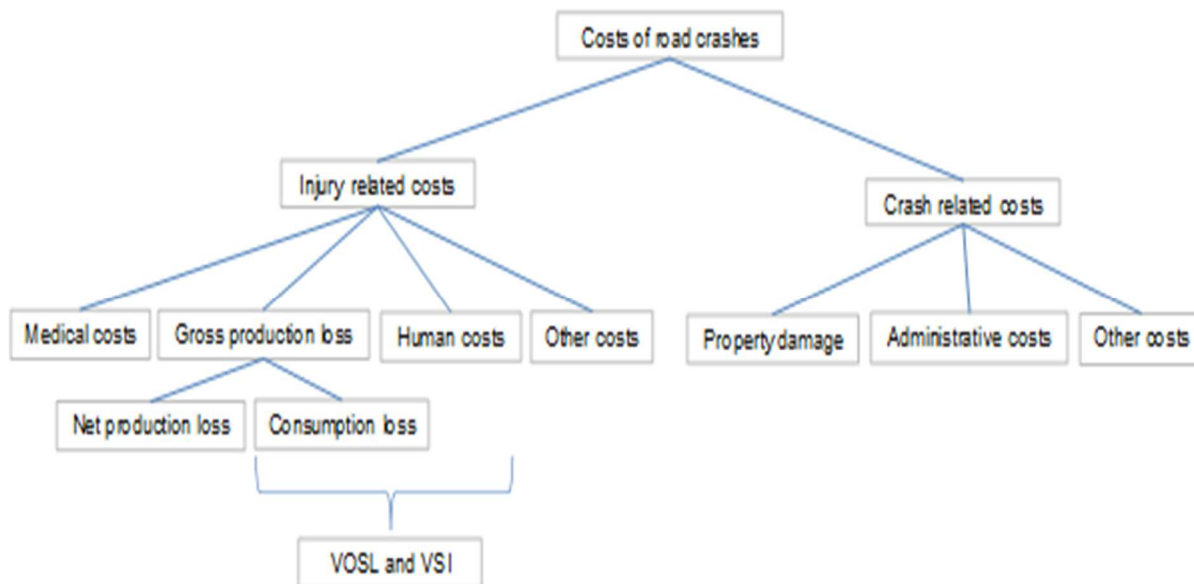 Costs of road crashes
Injury related costs
Crash related costs
Medical costs
Gross production loss
Human costs
Other costs
Property damage
Administrative costs
Other costs
Net production loss
Consumption loss
VOSL and VSI